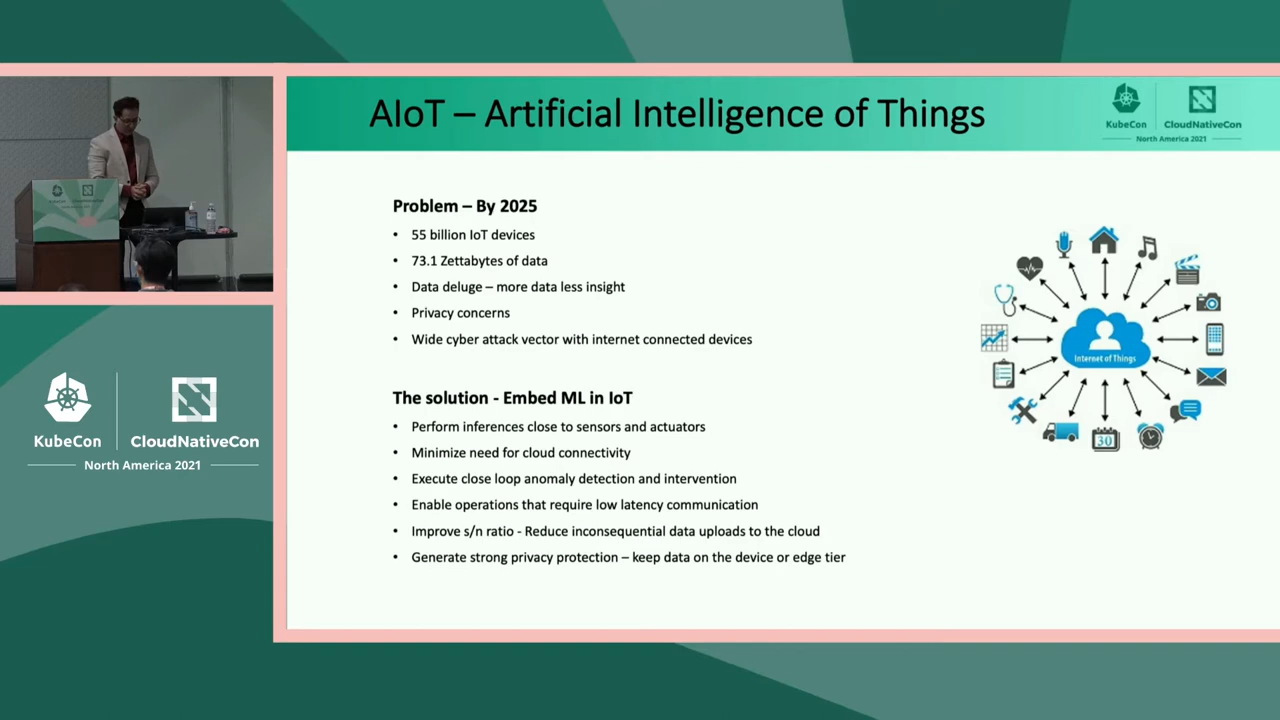 AIoT – Artificial Intelligence of Things
KubeCon
CloudNativeCon
North America 2021
Problem – By 2025
• 55 billion IoT devices
• 73.1 Zettabytes of data
• Data deluge – more data less insight
• Privacy concerns
• Wide cyber attack vector with internet connected devices
The solution - Embed ML in IoT
• Perform inferences close to sensors and actuators
• Minimize need for cloud connectivity
• Execute close loop anomaly detection and intervention
• Enable operations that require low latency communication
• Improve s/n ratio - Reduce inconsequential data uploads to the cloud
• Generate strong privacy protection – keep data on the device or edge tier
Internet of Things
30
KubeCon
CloudNativeCon
North America 2021